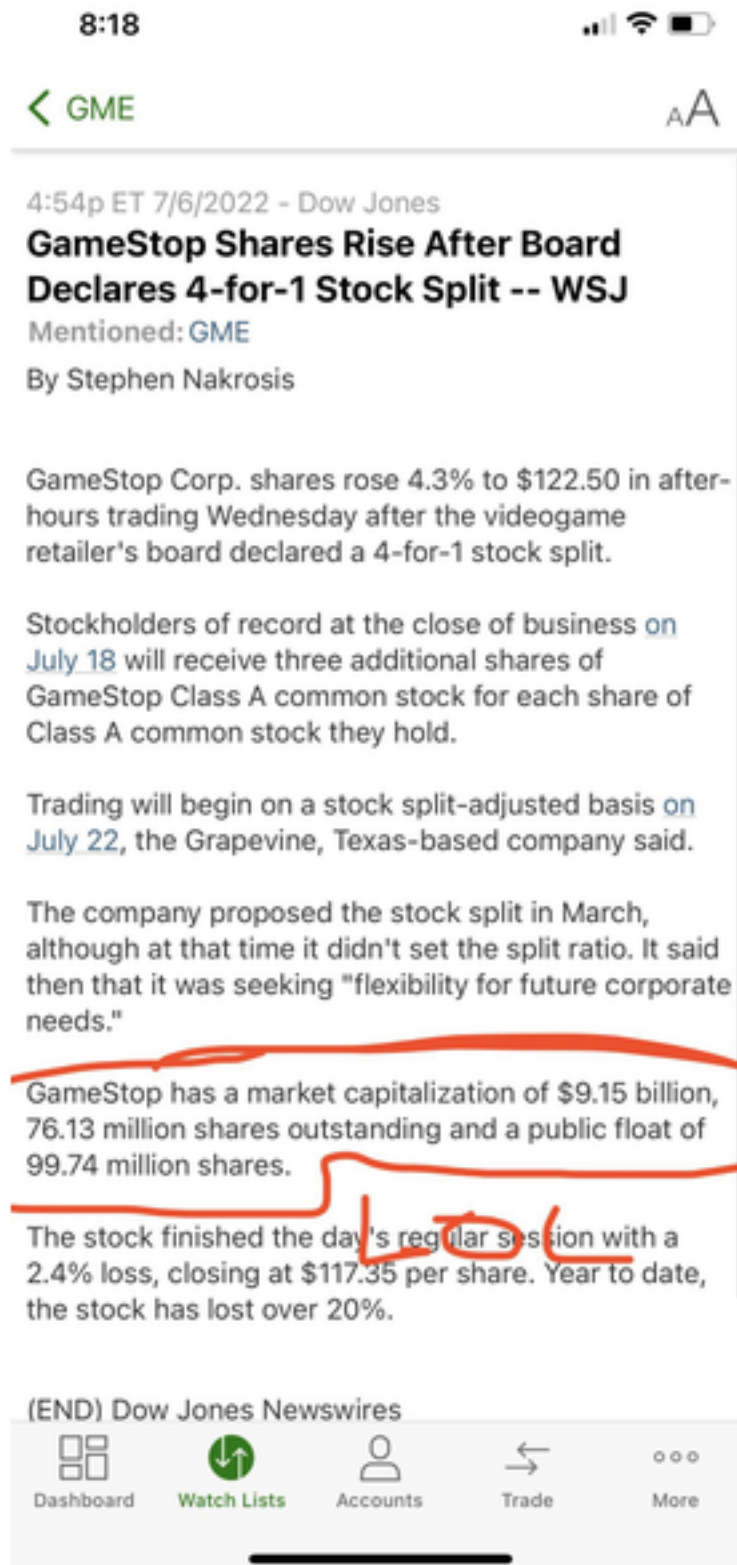 8:18
GME
AA
4:54p ET 7/6/2022 - Dow Jones
GameStop Shares Rise After Board
Declares 4-for-1 Stock Split -- WSJ
Mentioned: GME
By Stephen Nakrosis
GameStop Corp. shares rose 4.3% to $122.50 in after-
hours trading Wednesday after the videogame
retailer's board declared a 4-for-1 stock split.
Stockholders of record at the close of business on
July 18 will receive three additional shares of
GameStop Class A common stock for each share of
Class A common stock they hold.
Trading will begin on a stock split-adjusted basis on
July 22, the Grapevine, Texas-based company said.
The company proposed the stock split in March,
although at that time it didn't set the split ratio. It said
then that it was seeking "flexibility for future corporate
needs."
GameStop has a market capitalization of $9.15 billion,
76.13 million shares outstanding and a public float of
99.74 million shares.
LOL
The stock finished the day's regular session with a
2.4% loss, closing at $117.35 per share. Year to date,
the stock has lost over 20%.
(END) Dow Jones Newswires
Dashboard Watch Lists Accounts Trade More